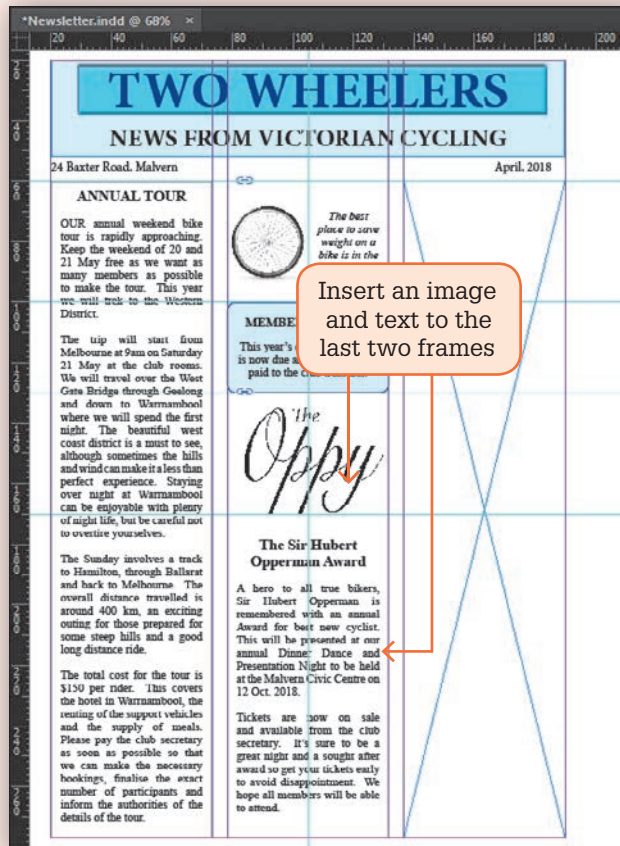 *Newsletter.indd @ 68% ×
20 40 60 80 100 120 140 160 180 200
20
40
60
80
100
120
140
160
180
200
220
240
260
TWO WHEELERS
NEWS FROM VICTORIAN CYCLING
24 Baxter Road, Malvern
April, 2018
ANNUAL TOUR
OUR annual weekend bike
tour is rapidly approaching.
Keep the weekend of 20 and
21 May free as we want as
many members as possible
to make the tour. This year
we will trek to the Western
District.
The trip will start from
Melbourne at 9am on Saturday
21 May at the club rooms.
We will travel over the West
Gate Bridge through Geelong
and down to Warrnambool
where we will spend the first
night. The beautiful west
coast district is a must to see,
although sometimes the hills
and wind can make it a less than
perfect experience. Staying
over night at Warrnambool
can be enjoyable with plenty
of night life, but be careful not
to overtire yourselves.
The Sunday involves a track
to Hamilton, through Ballarat
and back to Melbourne. The
overall distance travelled is
around 400 km, an exciting
outing for those prepared for
some steep hills and a good
long distance ride.
The total cost for the tour is
$150 per rider. This covers
the hotel in Warrnambool, the
renting of the support vehicles
and the supply of meals.
Please pay the club secretary
as soon as possible so that
we can make the necessary
bookings, finalise the exact
number of participants and
inform the authorities of the
details of the tour.
The best
place to save
weight on a
bike is in the
Insert an image
and text to the
last two frames
MEMBE
This year's
is now due a
paid to the c
The
Oppy
The Sir Hubert
Opperman Award
A hero to all true bikers,
Sir Hubert Opperman is
remembered with an annual
Award for best new cyclist.
This will be presented at our
annual Dinner Dance and
Presentation Night to be held
at the Malvern Civic Centre on
12 Oct. 2018.
Tickets are now on sale
and available from the club
secretary. It's sure to be a
great night and a sought after
award so get your tickets early
to avoid disappointment. We
hope all members will be able
to attend.